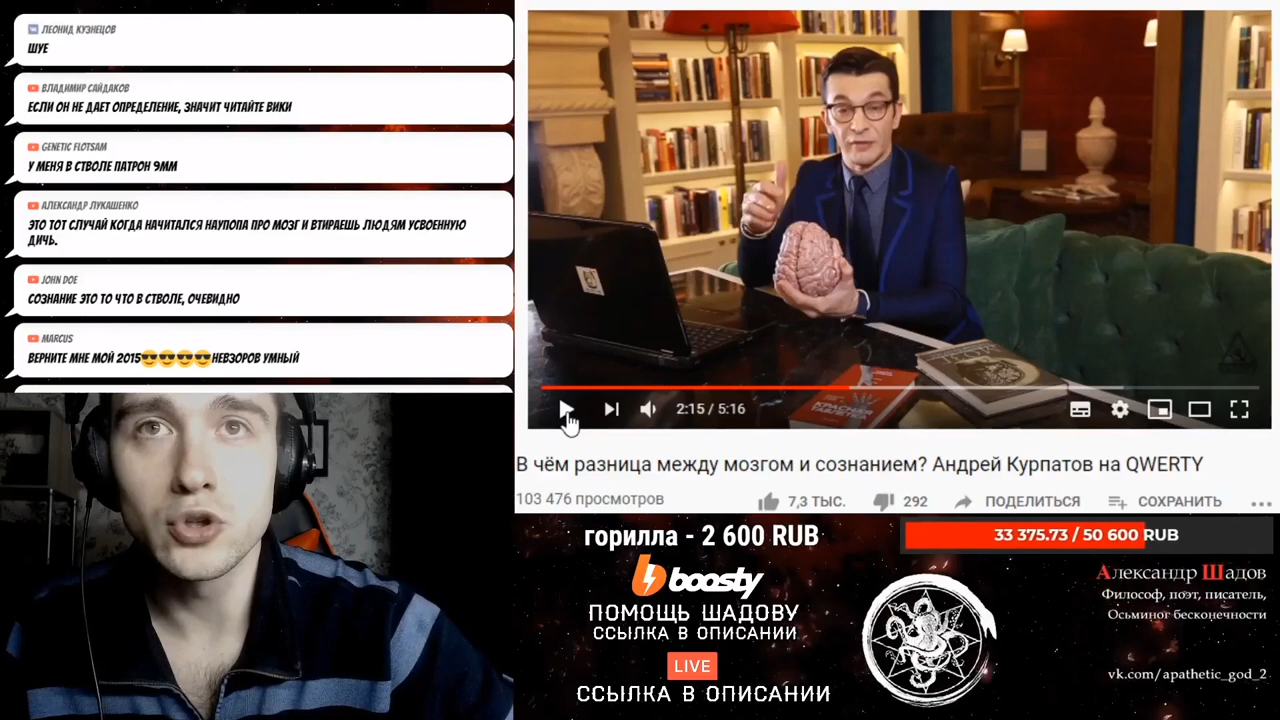 ЛЕОНИД КУЗНЕЦОВ
ШУЕ
ВЛАДИМИР САЙДАКОВ
ЕСЛИ ОН НЕ ДАЕТ ОПРЕДЕЛЕНИЕ, ЗНАЧИТ ЧИТАЙТЕ ВИКИ
GENETIC FLOTSAM
У МЕНЯ В СТВОЛЕ ПАТРОН 9ММ
АЛЕКСАНДР ЛУКАШЕНКО
ЭТО ТОТ СЛУЧАЙ КОГДА НАЧИТАЛСЯ НАУПОПА ПРО МОЗГ И ВТИРАЕШЬ ЛЮДЯМ УСВОЕННУЮ
ДИЧЬ.
JOHN DOE
СОЗНАНИЕ ЭТО ТО ЧТО В СТВОЛЕ, ОЧЕВИДНО
MARCUS
ВЕРНИТЕ МНЕ МОЙ 2015😎😎😎😎НЕВЗОРОВ УМНЫЙ
КРАСНАЯ
ТАБЛЕТКА
2:15 / 5:16
В чём разница между мозгом и сознанием? Андрей Курпатов на QWERTY
103 476 просмотров
7,3 ТЫС.
292
ПОДЕЛИТЬСЯ
СОХРАНИТЬ
горилла - 2 600 RUB
boosty
ПОМОЩЬ ШАДОВУ
ССЫЛКА В ОПИСАНИИ
LIVE
ССЫЛКА В ОПИСАНИИ
33 375.73 / 50 600 RUB
Александр Шадов
Философ, поэт, писатель,
Осьминог бесконечности
vk.com/apathetic_god_2